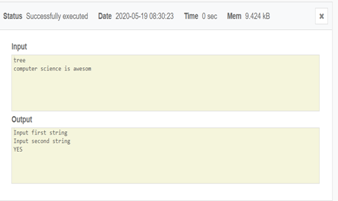 Status Successfully executed Date 2020-05-19 08:30:23 Time 0 sec Mem 9.424 kB x
Input
tree
computer science is awesom
Output
Input first string
Input second string
YES